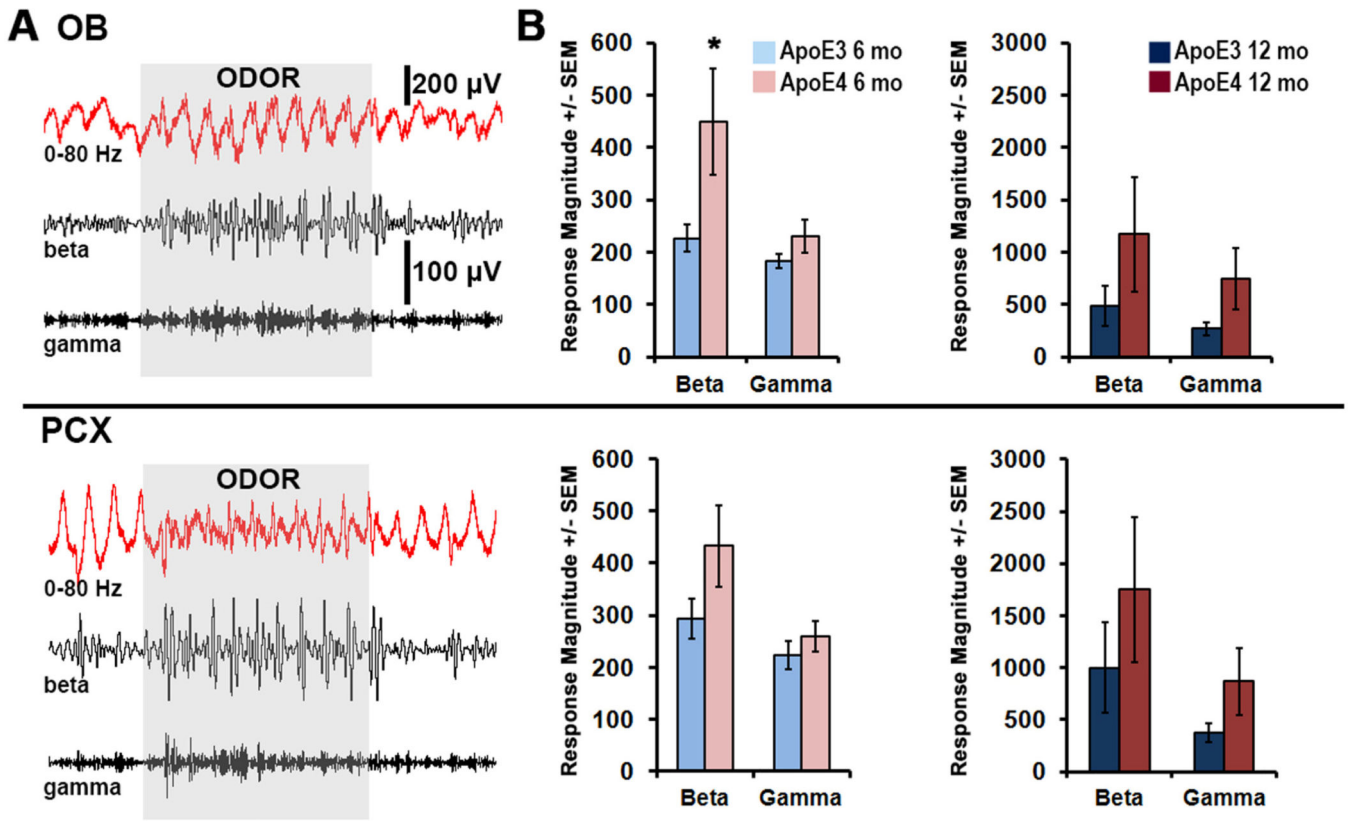 A OB
ODOR
200 µV
0-80 Hz
beta
100 µV
gamma
B
Response Magnitude +/- SEM
600
500
400
300
200
100
0
*
ApoE3 6 mo
ApoE4 6 mo
Beta Gamma
Response Magnitude +/- SEM
3000
2500
2000
1500
1000
500
0
ApoE3 12 mo
ApoE4 12 mo
Beta Gamma
PCX
ODOR
0-80 Hz
beta
gamma
Response Magnitude +/- SEM
600
500
400
300
200
100
0
Beta Gamma
Response Magnitude +/- SEM
3000
2500
2000
1500
1000
500
0
Beta Gamma